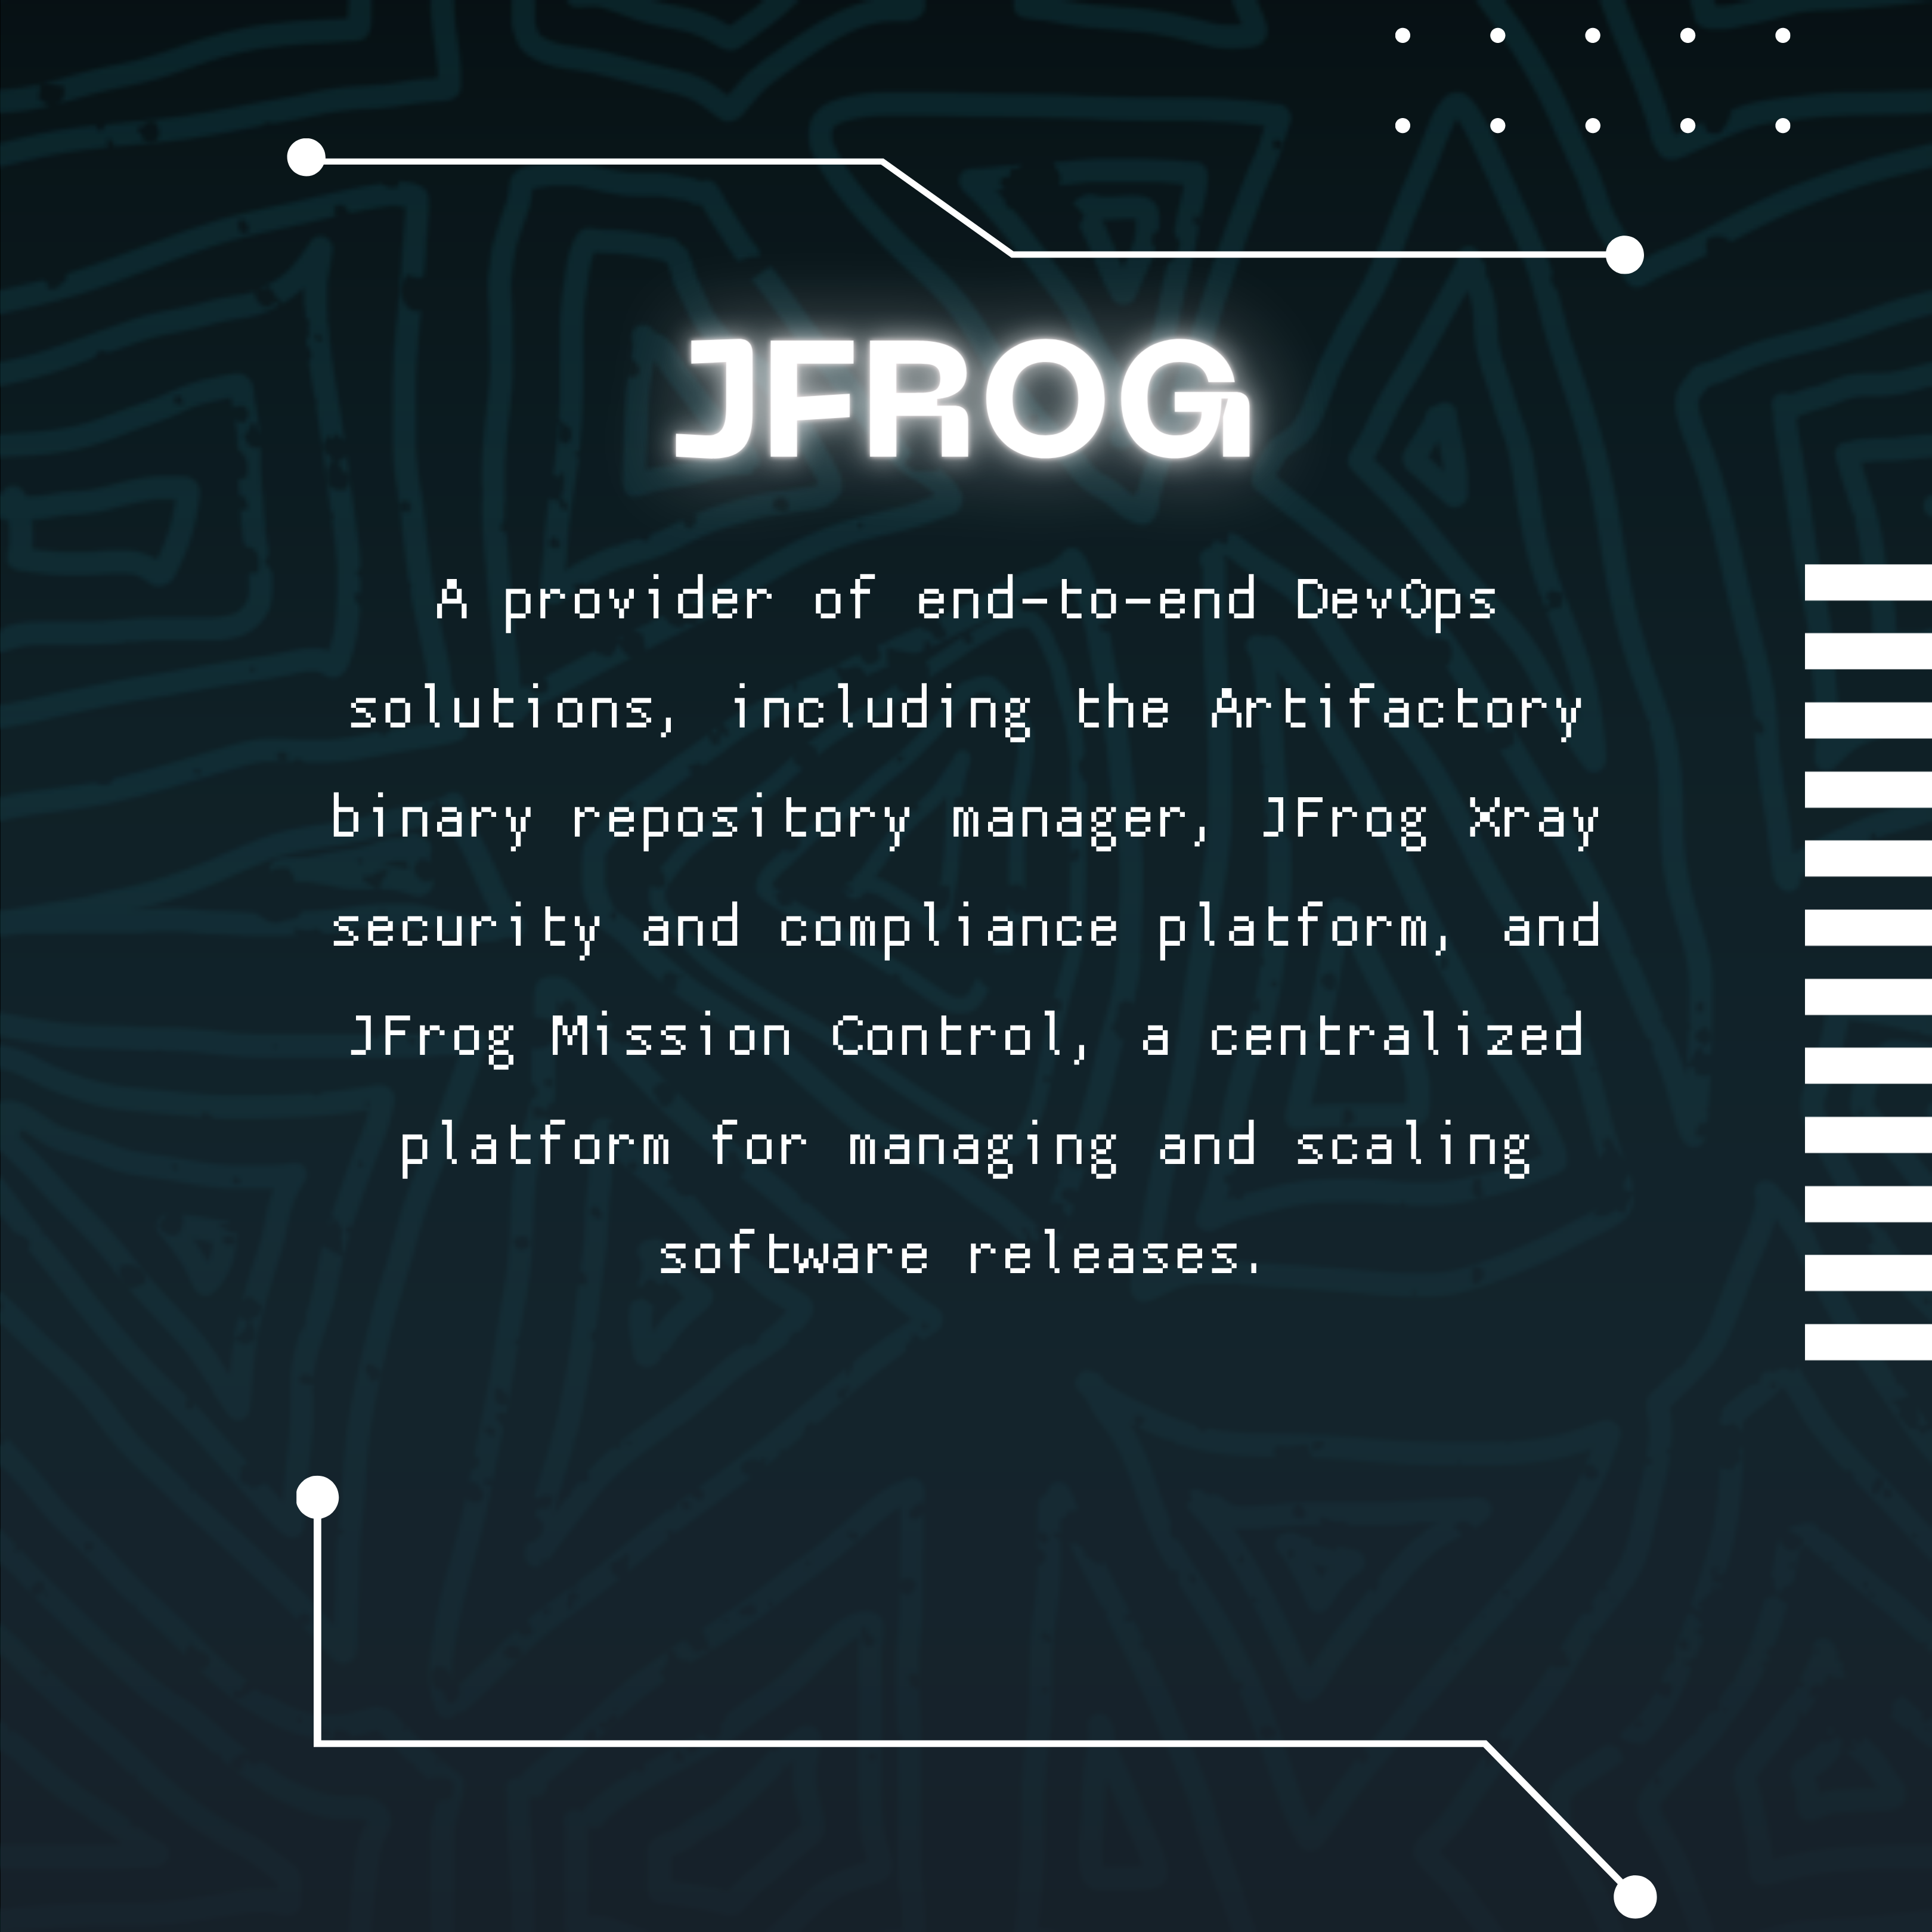 JFROG
A provider of end-to-end DevOps
solutions, including the Artifactory
binary repository manager, JFrog Xray
security and compliance platform, and
JFrog Mission Control, a centralized
platform for managing and scaling
software releases.